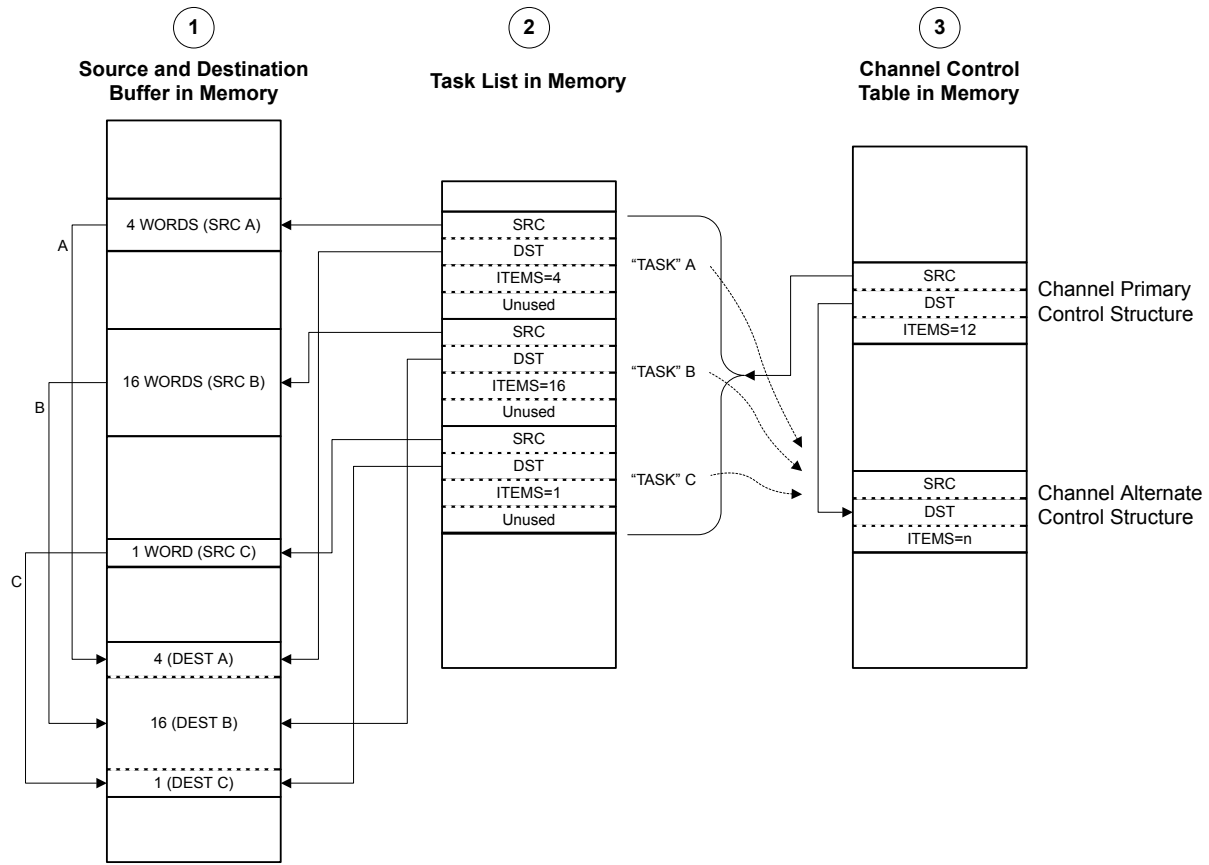 1
Source and Destination
Buffer in Memory
4 WORDS (SRC A)
A
16 WORDS (SRC B)
B
1 WORD (SRC C)
C
4 (DEST A)
16 (DEST B)
1 (DEST C)
2
Task List in Memory
SRC
DST
ITEMS=4
Unused
SRC
DST
ITEMS=16
Unused
SRC
DST
ITEMS=1
Unused
“TASK” A
“TASK” B
“TASK” C
3
Channel Control
Table in Memory
SRC
DST
ITEMS=12
Channel Primary
Control Structure
SRC
DST
ITEMS=n
Channel Alternate
Control Structure